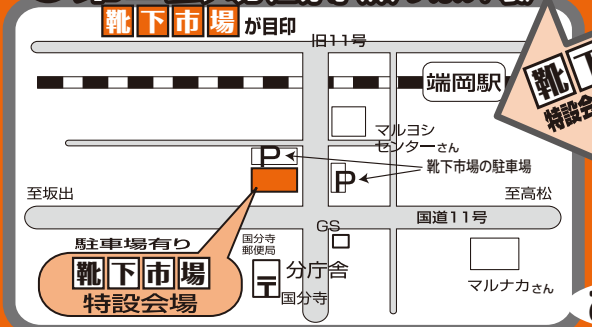 靴下市場が目印
旧11号
端岡駅
靴下
特設会
マルヨシ
センターさん
P
靴下市場の駐車場
P
至坂出
至高松
国道11号
GS
駐車場有り
国分寺
郵便局
靴下市場
特設会場
〒
分庁舎
国分寺
マルナカさん